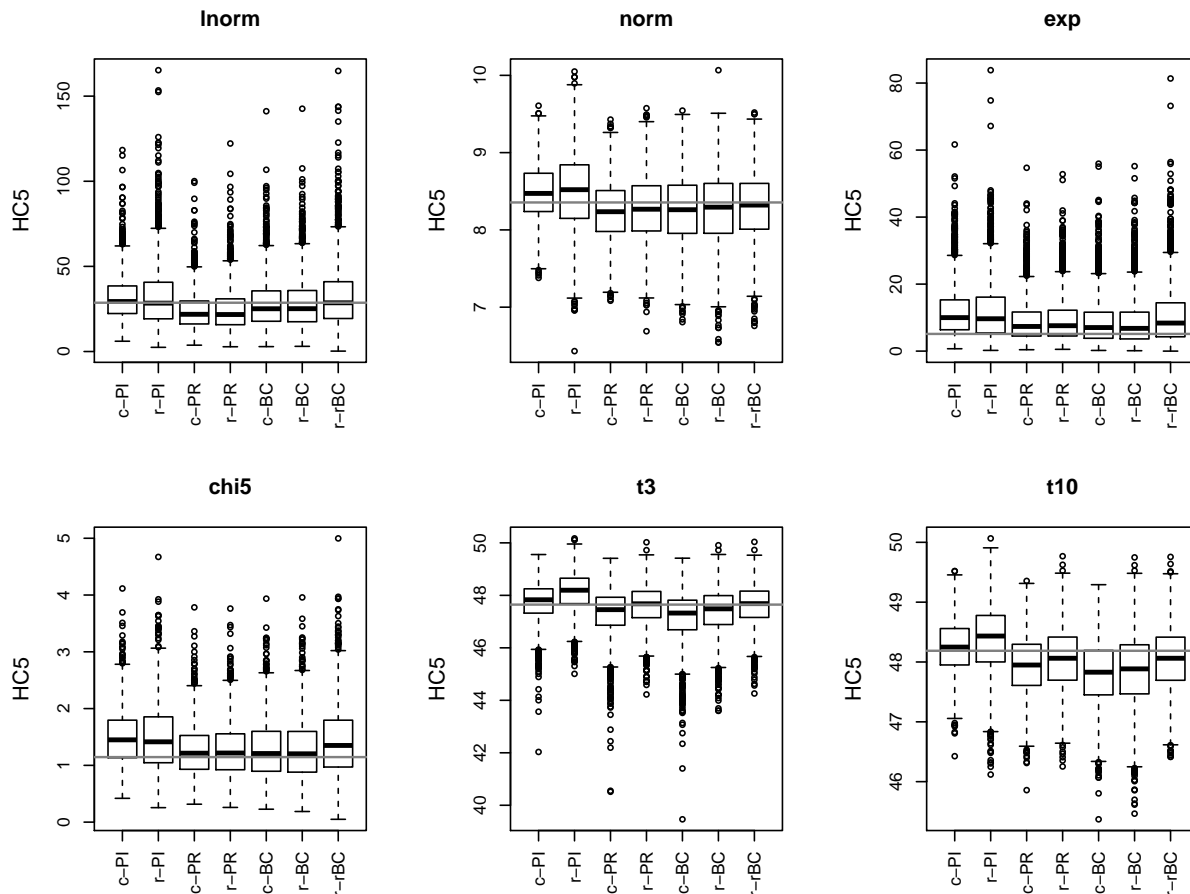 lnorm
HC5
0
50
100
150
c−PI
r−PI
c−PR
r−PR
c−BC
r−BC
r−rBC
norm
HC5
7
8
9
10
c−PI
r−PI
c−PR
r−PR
c−BC
r−BC
r−rBC
exp
HC5
0
20
40
60
80
c−PI
r−PI
c−PR
r−PR
c−BC
r−BC
r−rBC
chi5
HC5
0
1
2
3
4
5
c−PI
r−PI
c−PR
r−PR
c−BC
r−BC
r−rBC
t3
HC5
40
42
44
46
48
50
c−PI
r−PI
c−PR
r−PR
c−BC
r−BC
r−rBC
t10
HC5
46
47
48
49
50
c−PI
r−PI
c−PR
r−PR
c−BC
r−BC
r−rBC